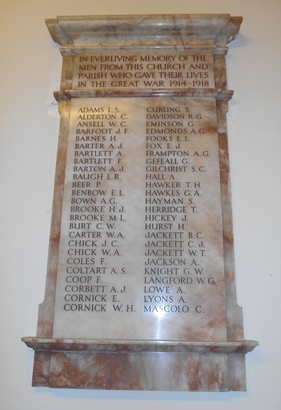 IN EVERLIVING MEMORY OF THE
MEN FROM THIS CHURCH AND
PARISH WHO GAVE THEIR LIVES
IN THE GREAT WAR 1914-1918
ADAMS L.S.
ALDERTON C.
ANSELL W.C.
BARFOOT J.F.
BARNES H.
BARTER A.J.
BARTLETT A.
BARTLETT F.
BARTON A.J.
BAUGH L.R.
BEER P.
BENBOW E.L.
BOWN A.G.
BROOKE H.J.
BROOKE M.L.
BURT C.W.
CARTER W.A.
CHICK J.C.
CHICK W.A.
COLES F.
COLTART A.S.
COOP F.
CORBETT A.J.
CORNICK E.
CORNICK W.H.
CURLING S.
DAVIDSON R.G.
EMINSON G.
EDMONDS A.G.
FOOKS E.L.
FOX E.J.
FRAMPTON A.G.
GEFEALL G.
GILCHRIST S.C.
HALL A.
HAWKER T.H.
HAWKES G.A.
HAYMAN S.
HERRIDGE T.
HICKEY J.
HURST H.
JACKETT B.C.
JACKETT C.J.
JACKETT W.T.
JACKSON A.
KNIGHT G.W.
LANGFORD W.G.
LOWE A.
LYONS A.
MASCOLO C.